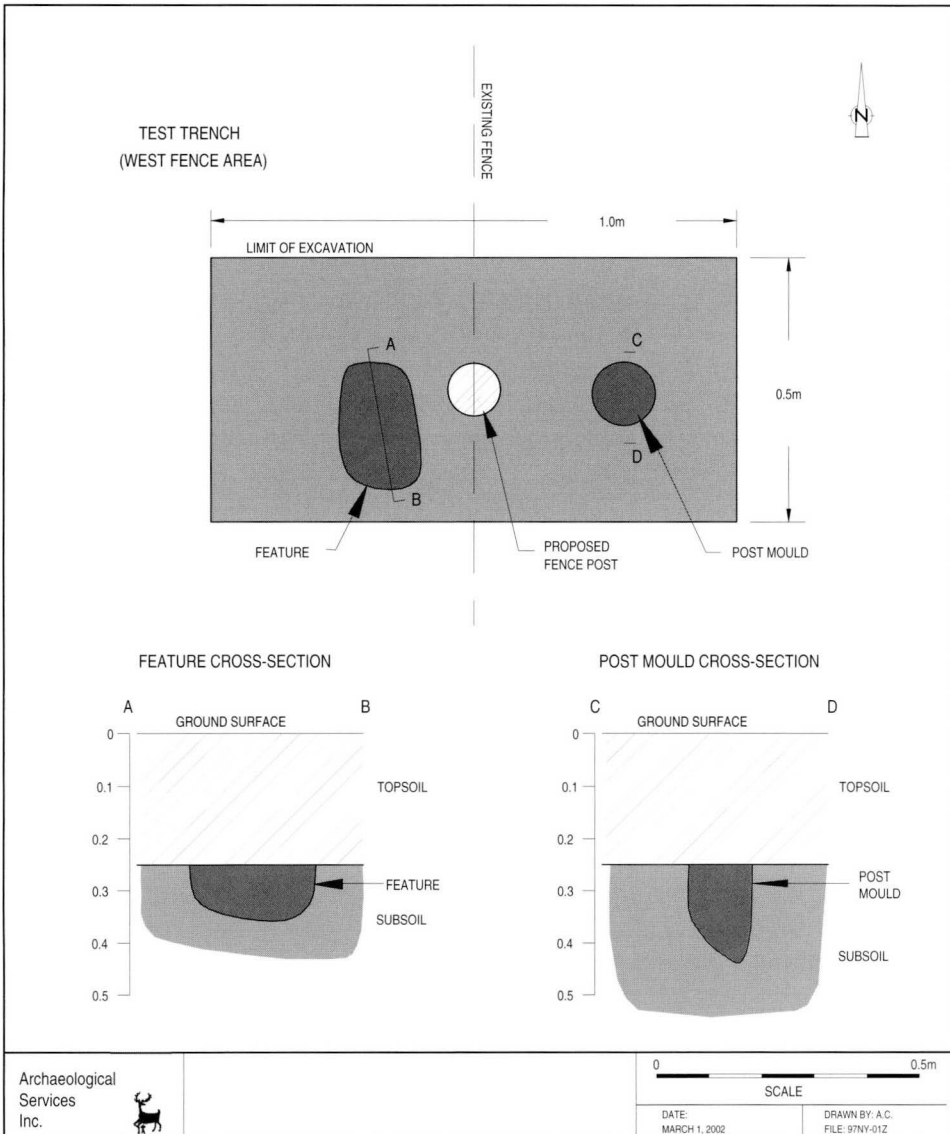 TEST TRENCH
(WEST FENCE AREA)
EXISTING FENCE
N
1.0m
LIMIT OF EXCAVATION
A
C
0.5m
D
B
FEATURE
PROPOSED
FENCE POST
POST MOULD
FEATURE CROSS-SECTION
A
B
GROUND SURFACE
0
0.1
TOPSOIL
0.2
0.3
FEATURE
SUBSOIL
0.4
0.5
POST MOULD CROSS-SECTION
C
D
GROUND SURFACE
0
0.1
TOPSOIL
0.2
0.3
POST
MOULD
0.4
SUBSOIL
0.5
Archaeological
Services
Inc.
0
0.5m
SCALE
DATE:
MARCH 1, 2002
DRAWN BY: A.C.
FILE: 97NY-01Z